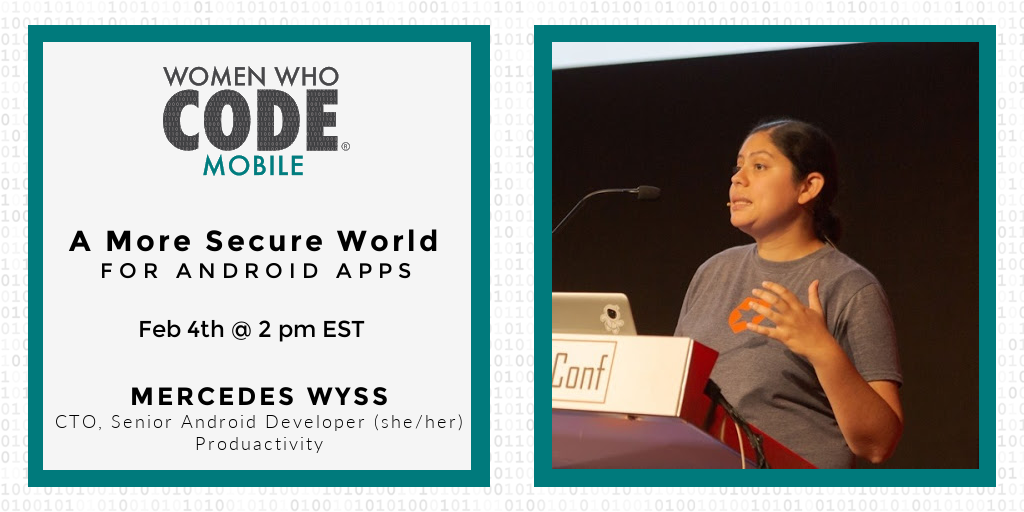 WOMEN WHO
CODE®
MOBILE
A More Secure World
FOR ANDROID APPS
Feb 4th @ 2 pm EST
MERCEDES WYSS
CTO, Senior Android Developer (she/her)
Produactivity
Conf